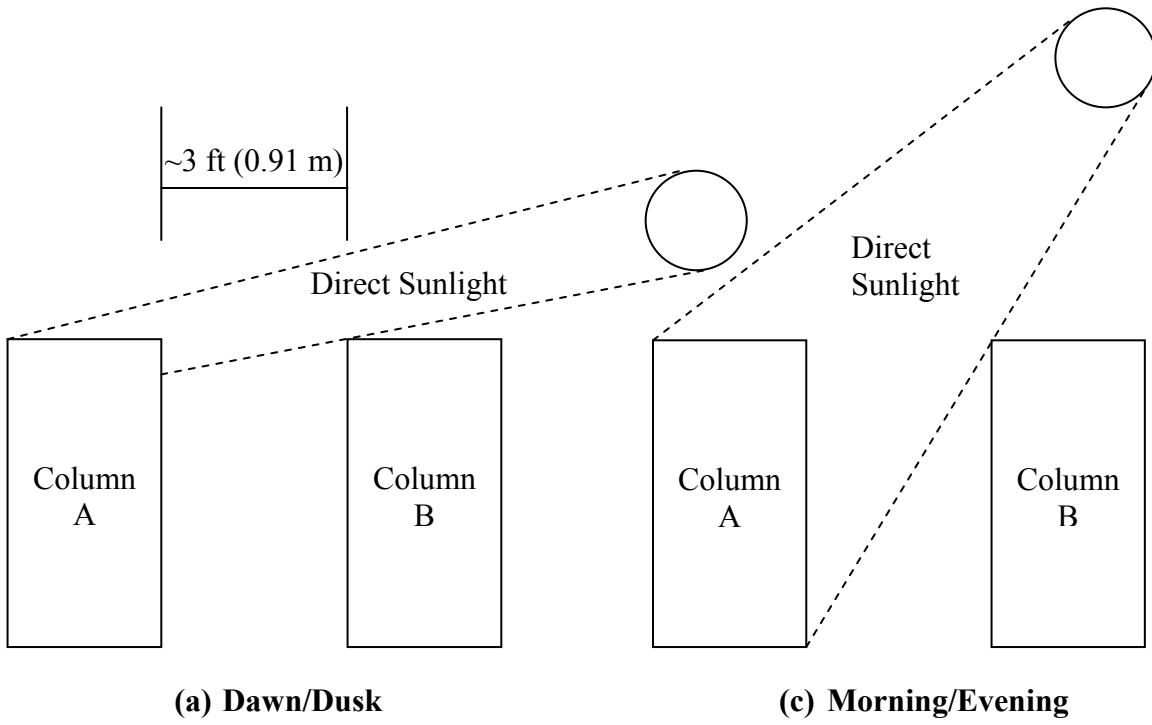 ~3 ft (0.91 m)
Direct Sunlight
Direct
Sunlight
Column
A
Column
B
Column
A
Column
B
(a) Dawn/Dusk
(c) Morning/Evening